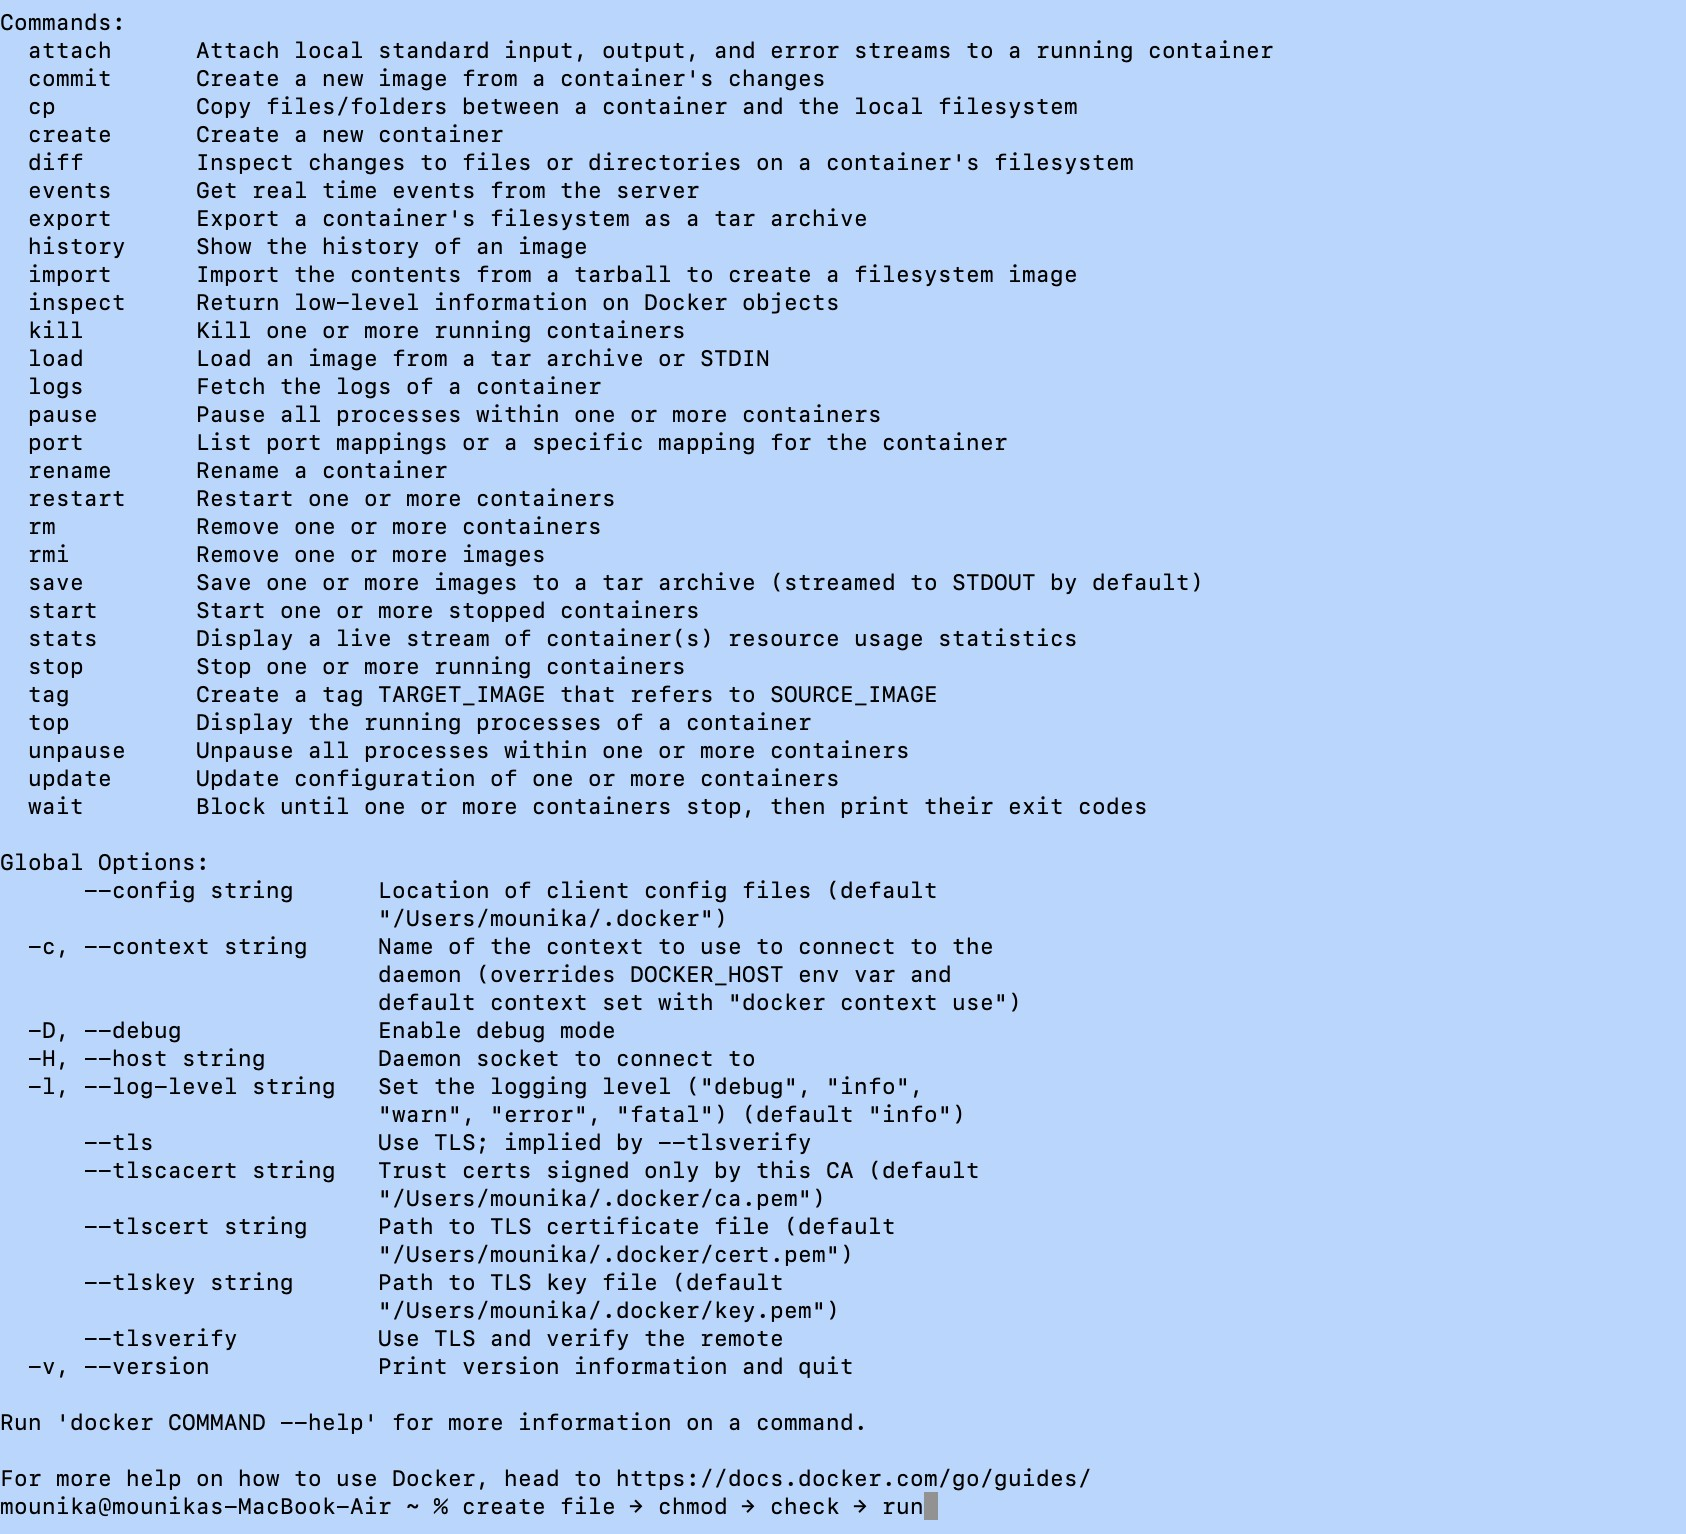 Commands:
  attach      Attach local standard input, output, and error streams to a running container
  commit      Create a new image from a container's changes
  cp          Copy files/folders between a container and the local filesystem
  create      Create a new container
  diff        Inspect changes to files or directories on a container's filesystem
  events      Get real time events from the server
  export      Export a container's filesystem as a tar archive
  history     Show the history of an image
  import      Import the contents from a tarball to create a filesystem image
  inspect     Return low-level information on Docker objects
  kill        Kill one or more running containers
  load        Load an image from a tar archive or STDIN
  logs        Fetch the logs of a container
  pause       Pause all processes within one or more containers
  port        List port mappings or a specific mapping for the container
  rename      Rename a container
  restart     Restart one or more containers
  rm          Remove one or more containers
  rmi         Remove one or more images
  save        Save one or more images to a tar archive (streamed to STDOUT by default)
  start       Start one or more stopped containers
  stats       Display a live stream of container(s) resource usage statistics
  stop        Stop one or more running containers
  tag         Create a tag TARGET_IMAGE that refers to SOURCE_IMAGE
  top         Display the running processes of a container
  unpause     Unpause all processes within one or more containers
  update      Update configuration of one or more containers
  wait        Block until one or more containers stop, then print their exit codes

Global Options:
      --config string      Location of client config files (default
                           "/Users/mounika/.docker")
  -c, --context string     Name of the context to use to connect to the
                           daemon (overrides DOCKER_HOST env var and
                           default context set with "docker context use")
  -D, --debug              Enable debug mode
  -H, --host string        Daemon socket to connect to
  -l, --log-level string   Set the logging level ("debug", "info",
                           "warn", "error", "fatal") (default "info")
      --tls                Use TLS; implied by --tlsverify
      --tlscacert string   Trust certs signed only by this CA (default
                           "/Users/mounika/.docker/ca.pem")
      --tlscert string     Path to TLS certificate file (default
                           "/Users/mounika/.docker/cert.pem")
      --tlskey string      Path to TLS key file (default
                           "/Users/mounika/.docker/key.pem")
      --tlsverify          Use TLS and verify the remote
  -v, --version            Print version information and quit

Run 'docker COMMAND --help' for more information on a command.

For more help on how to use Docker, head to https://docs.docker.com/go/guides/
mounika@mounikas-MacBook-Air ~ % create file → chmod → check → run